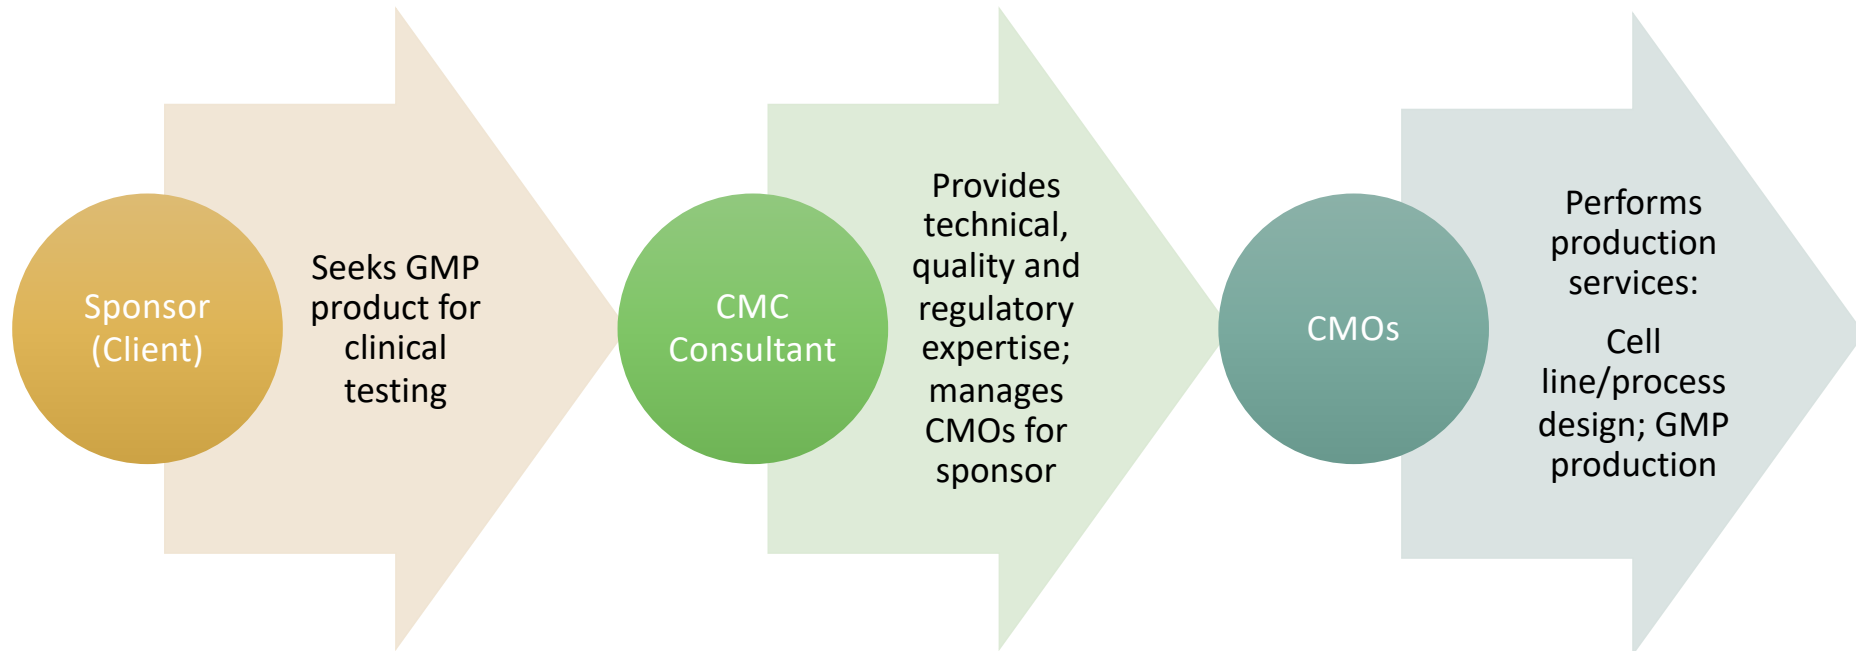 Sponsor
(Client)
Seeks GMP
product for
clinical
testing
CMC
Consultant
Provides
technical,
quality and
regulatory
expertise;
manages
CMOs for
sponsor
CMOs
Performs
production
services:
Cell
line/process
design; GMP
production